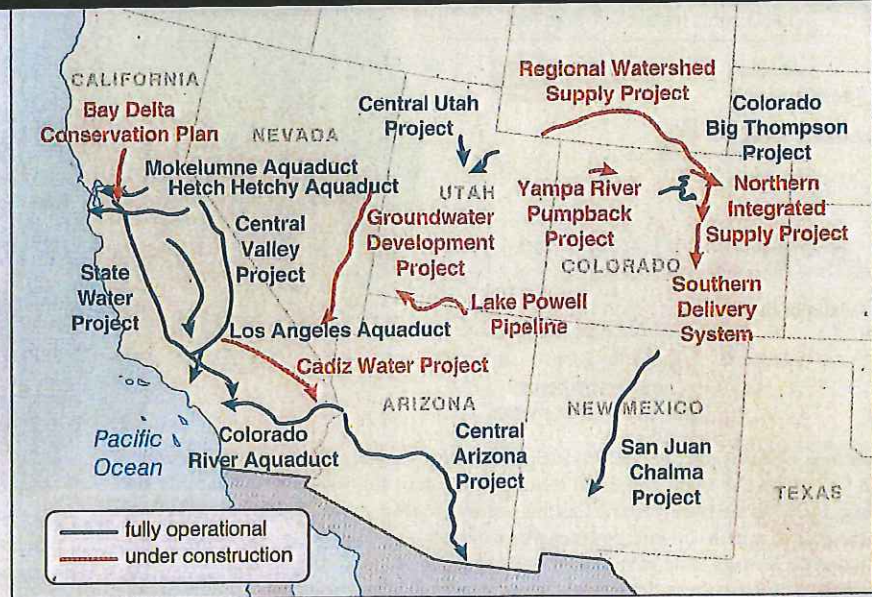 CALIFORNIA
Bay Delta
Conservation Plan
NEVADA
Mokelumne Aquaduct
Hetch Hetchy Aquaduct
Central
Valley
Project
State
Water
Project
Los Angeles Aquaduct
Cadiz Water Project
Pacific
Ocean
Colorado
River Aquaduct
Central Utah
Project
UTAH
Groundwater
Development
Project
Lake Powell
Pipeline
ARIZONA
Central
Arizona
Project
Regional Watershed
Supply Project
Colorado
Big Thompson
Project
Yampa River
Pumpback
Project
COLORADO
Northern
Integrated
Supply Project
Southern
Delivery
System
NEW MEXICO
San Juan
Chalma
Project
TEXAS
fully operational
under construction